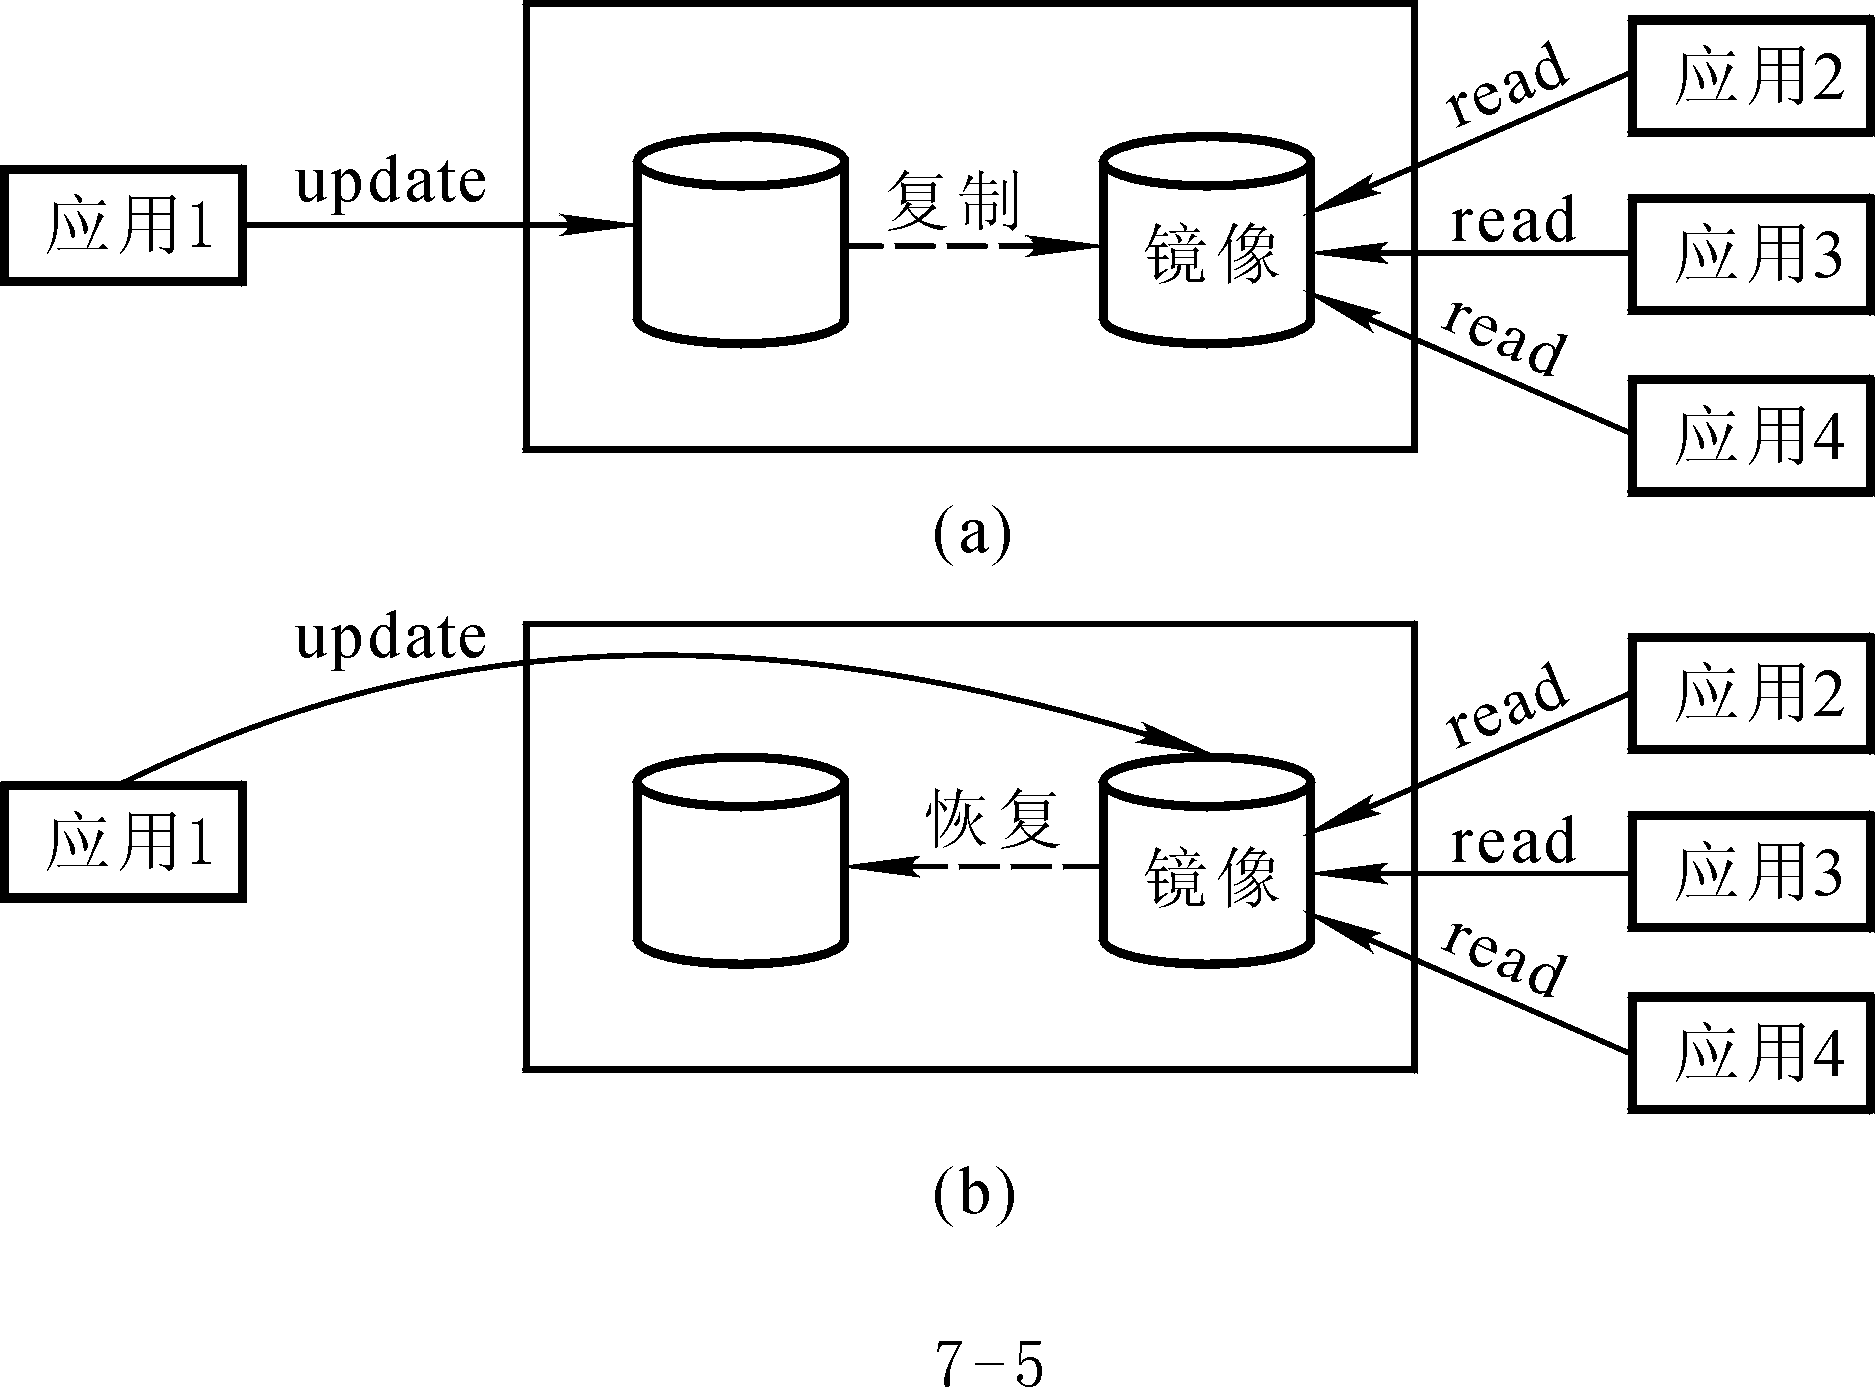 应用1
update
复制
镜像
read
应用2
read
应用3
read
应用4
(a)
update
应用1
恢复
镜像
read
应用2
read
应用3
read
应用4
(b)
7-5